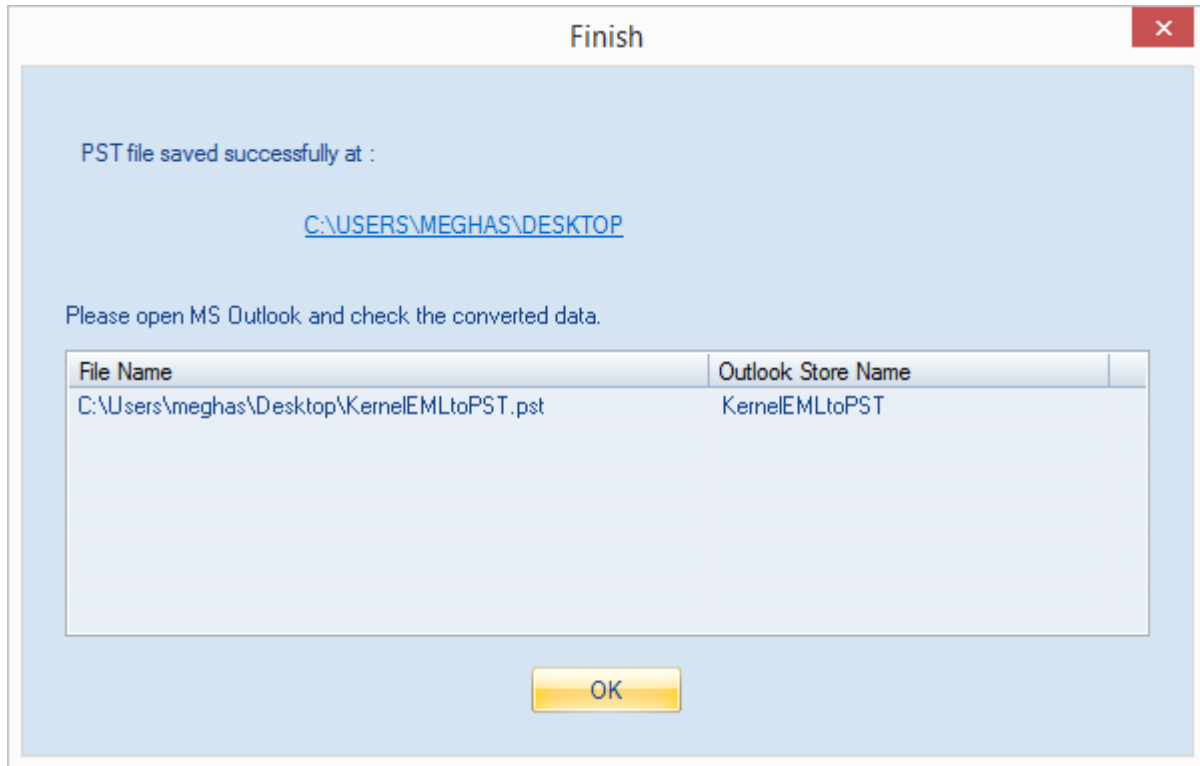 Finish
PST file saved successfully at :
C:\USERS\MEGHAS\DESKTOP
Please open MS Outlook and check the converted data.
File Name Outlook Store Name
C:\Users\meghas\Desktop\KernelEMLtoPST.pst KernelEMLtoPST
OK